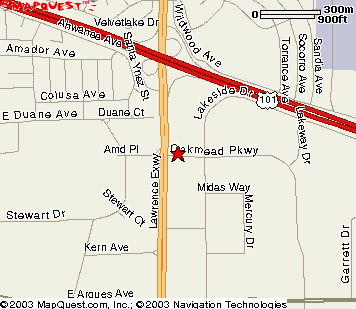 MAPQUEST
300m
900ft
Velvetlake Dr
Wildwood Ave
Ahwanee Ave
Amador Ave
Santa Ynez St
Sandia Ave
Socorro Ave
Torrance Ave
Colusa Ave
Lakeside Dr
101
E Duane Ave
Duane Ct
Lakeway Dr
Amd Pl
Oakmead Pkwy
Lawrence Expy
Midas Way
Stewart Ct
Stewart Dr
Mercury Dr
Kern Ave
Garrett Dr
E Arques Ave
©2003 MapQuest.com, Inc.; ©2003 Navigation Technologies